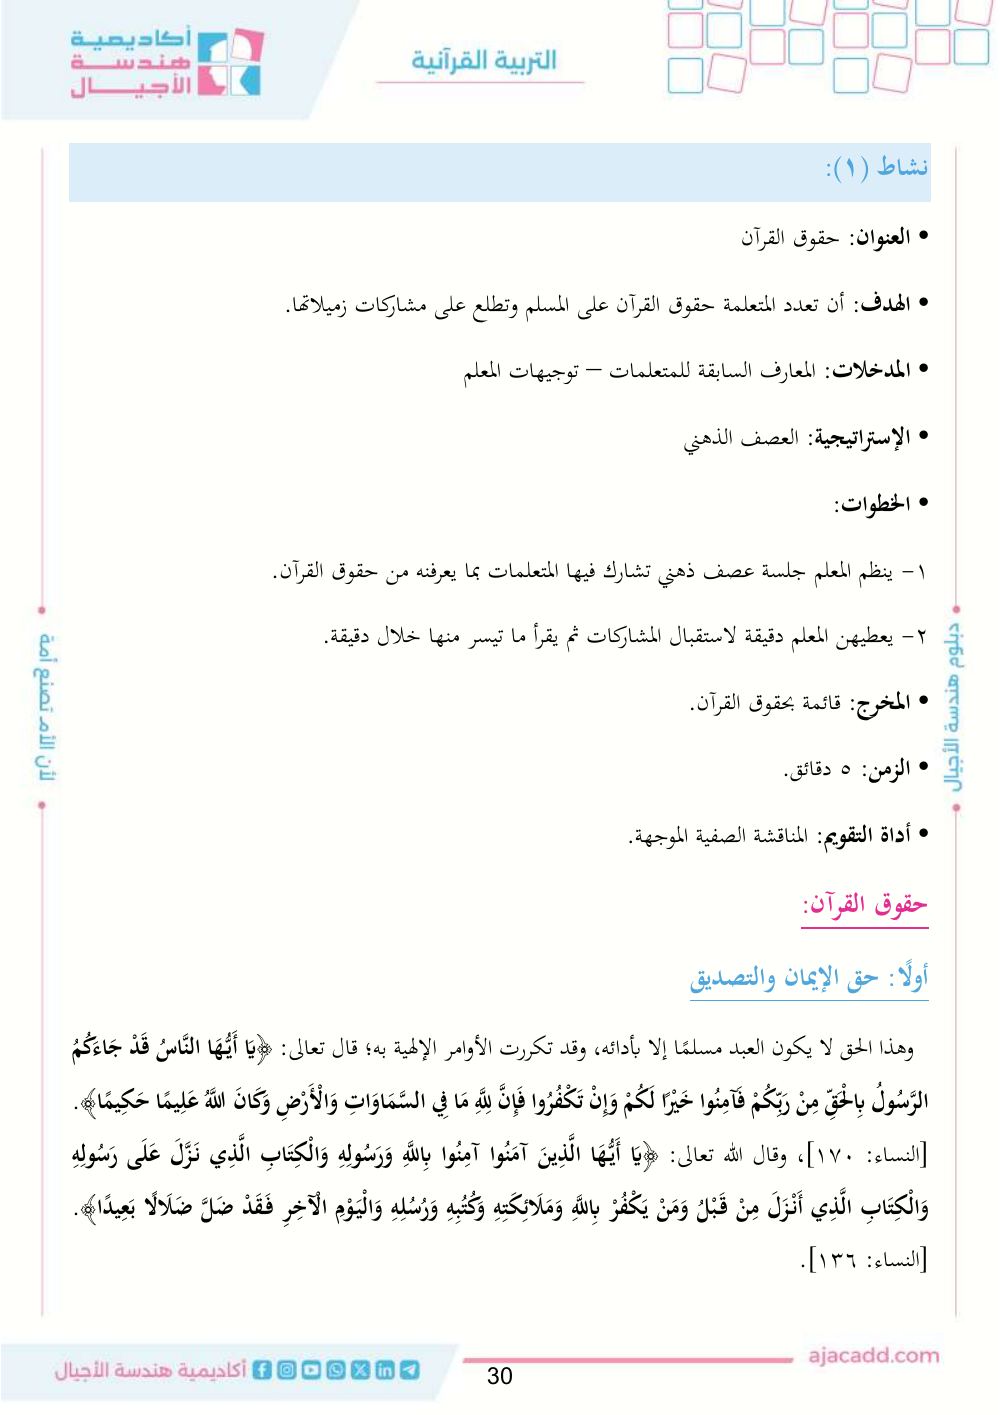 أكاديمية
هندسة
الأجيال
التربية القرآنية
نشاط (١):
• العنوان: حقوق القرآن
• الهدف: أن تعدد المتعلمة حقوق القرآن على المسلم وتطلع على مشاركات زميلاتها.
• المدخلات: المعارف السابقة للمتعلمات – توجيهات المعلم
• الإستراتيجية: العصف الذهني
• الخطوات:
١- ينظم المعلم جلسة عصف ذهني تشارك فيها المتعلمات بما يعرفنه من حقوق القرآن.
٢- يعطيهن المعلم دقيقة لاستقبال المشاركات ثم يقرأ ما تيسر منها خلال دقيقة.
• المخرج: قائمة بحقوق القرآن.
• الزمن: ٥ دقائق.
• أداة التقويم: المناقشة الصفية الموجهة.
حقوق القرآن:
أولًا: حق الإيمان والتصديق
وهذا الحق لا يكون العبد مسلمًا إلا بأدائه، وقد تكررت الأوامر الإلهية به؛ قال تعالى: ﴿يَا أَيُّهَا النَّاسُ قَدْ جَاءَكُمُ
الرَّسُولُ بِالْحَقِّ مِنْ رَبِّكُمْ فَآمِنُوا خَيْرًا لَكُمْ وَإِنْ تَكْفُرُوا فَإِنَّ لِلَّهِ مَا فِي السَّمَاوَاتِ وَالْأَرْضِ وَكَانَ اللَّهُ عَلِيمًا حَكِيمًا﴾.
[النساء: ١٧٠]، وقال الله تعالى: ﴿يَا أَيُّهَا الَّذِينَ آمَنُوا آمِنُوا بِاللَّهِ وَرَسُولِهِ وَالْكِتَابِ الَّذِي نَزَّلَ عَلَى رَسُولِهِ
وَالْكِتَابِ الَّذِي أَنْزَلَ مِنْ قَبْلُ وَمَنْ يَكْفُرْ بِاللَّهِ وَمَلَائِكَتِهِ وَكُتُبِهِ وَرُسُلِهِ وَالْيَوْمِ الْآخِرِ فَقَدْ ضَلَّ ضَلَالًا بَعِيدًا﴾.
[النساء: ١٣٦].
دبلوم هندسة الأجيال
لأن الأم تصنع أمة
ajacadd.com
30
أكاديمية هندسة الأجيال